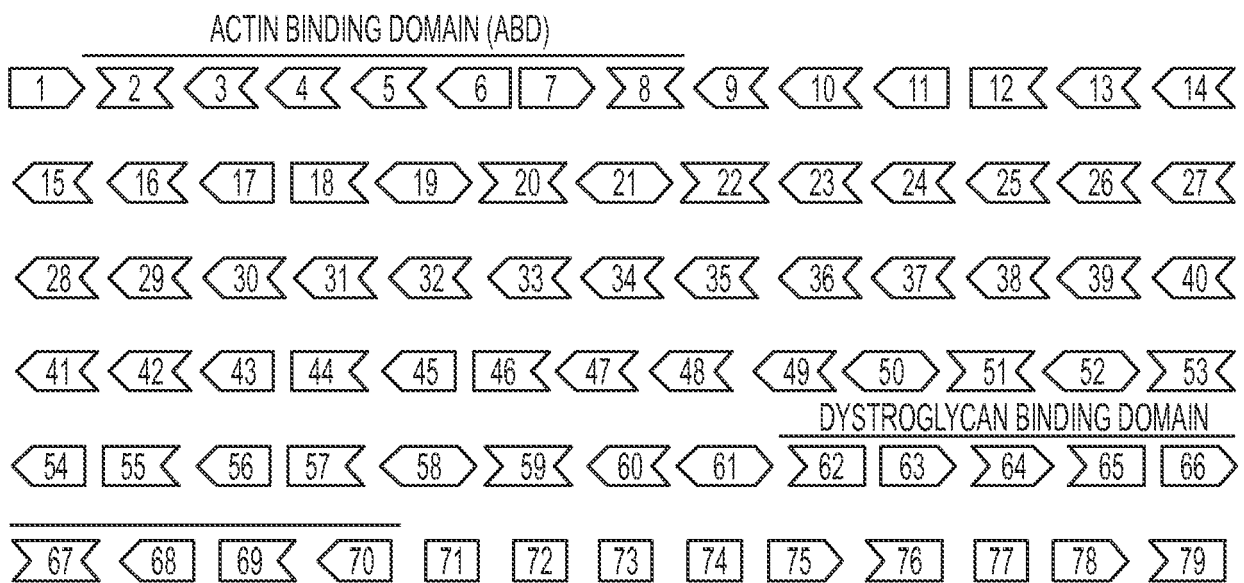 ACTIN BINDING DOMAIN (ABD)
1 2 3 4 5 6 7 8 9 10 11 12 13 14
15 16 17 18 19 20 21 22 23 24 25 26 27
28 29 30 31 32 33 34 35 36 37 38 39 40
41 42 43 44 45 46 47 48 49 50 51 52 53
DYSTROGLYCAN BINDING DOMAIN
54 55 56 57 58 59 60 61 62 63 64 65 66
67 68 69 70 71 72 73 74 75 76 77 78 79